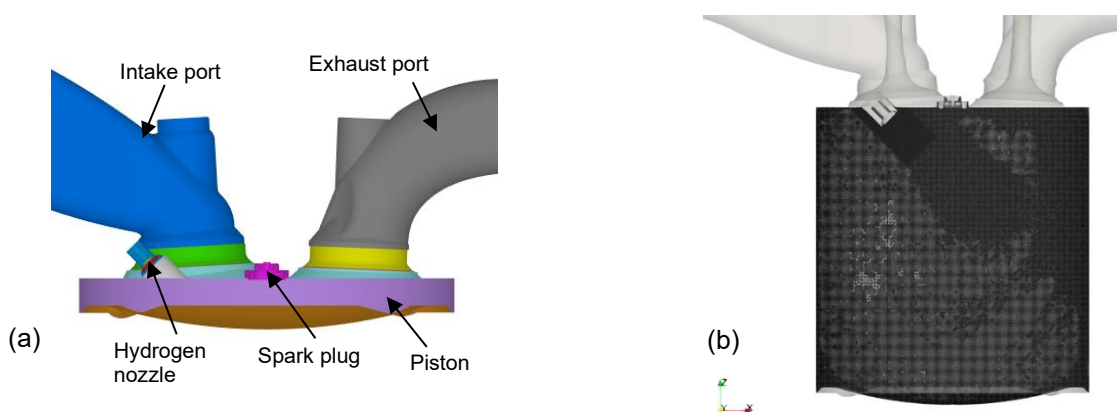 Intake port
Exhaust port
(a)
Hydrogen
nozzle
Spark plug
Piston
(b)
Z
Y
X